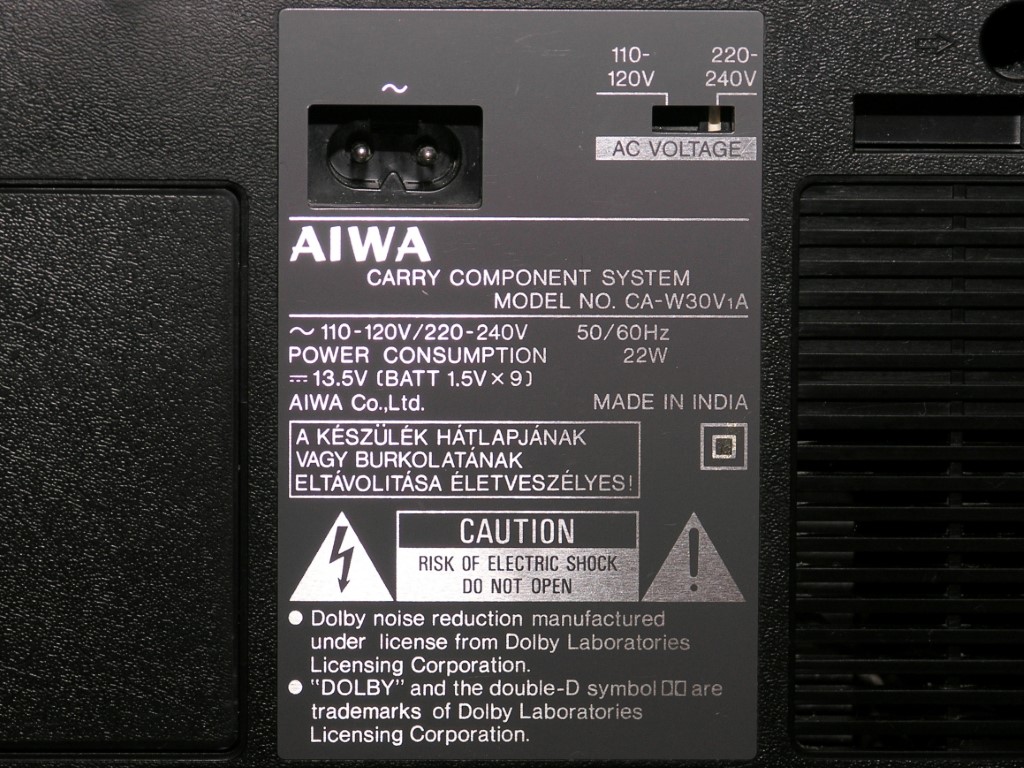 110-
120V
220-
240V
~
AC VOLTAGE
AIWA
CARRY COMPONENT SYSTEM
MODEL NO. CA-W30V1A
~ 110-120V/220-240V 50/60Hz
POWER CONSUMPTION 22W
⎓ 13.5V (BATT 1.5V×9)
AIWA Co.,Ltd. MADE IN INDIA
A KÉSZÜLÉK HÁTLAPJÁNAK
VAGY BURKOLATÁNAK
ELTÁVOLITÁSA ÉLETVESZÉLYES!
CAUTION
RISK OF ELECTRIC SHOCK
DO NOT OPEN
!
● Dolby noise reduction manufactured
under license from Dolby Laboratories
Licensing Corporation.
● "DOLBY" and the double-D symbol are
trademarks of Dolby Laboratories
Licensing Corporation.